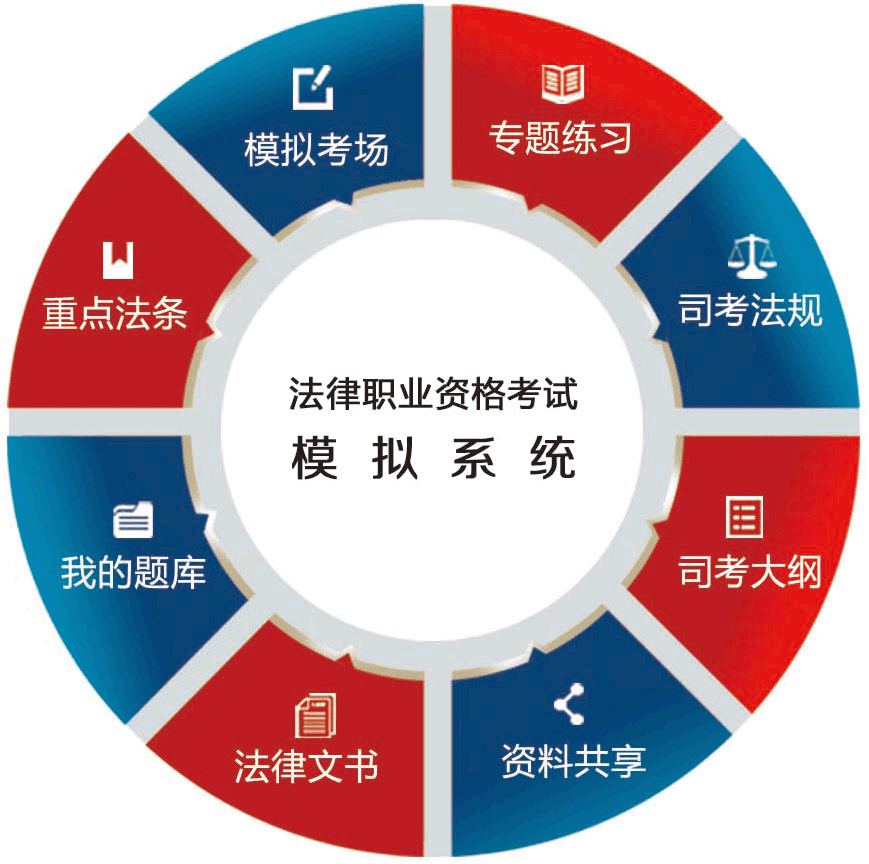 模拟考场
专题练习
重点法条
司考法规
法律职业资格考试
模拟系统
我的题库
司考大纲
法律文书
资料共享